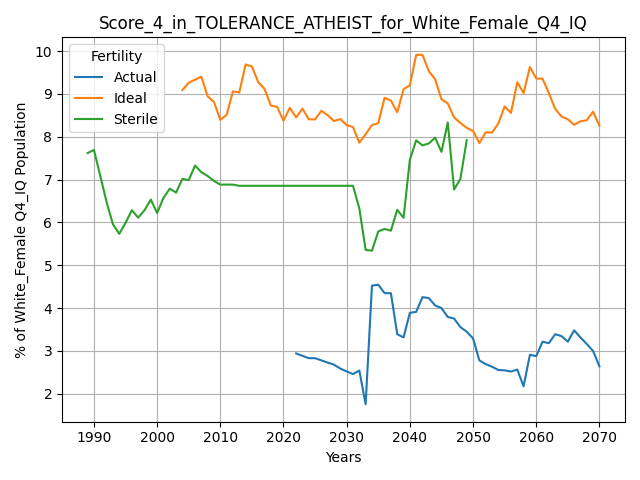 Score_4_in_TOLERANCE_ATHEIST_for_White_Female_Q4_IQ
Fertility
Actual
Ideal
Sterile
% of White_Female Q4_IQ Population
10
9
8
7
6
5
4
3
2
1990 2000 2010 2020 2030 2040 2050 2060 2070
Years